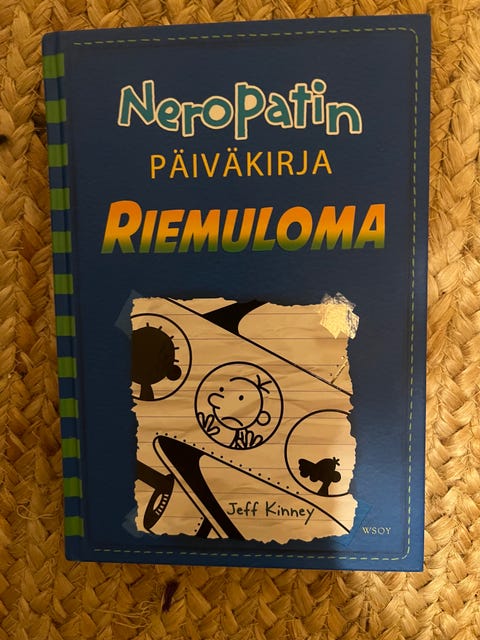 Neropatin
PÄIVÄKIRJA
RIEMULOMA
Jeff Kinney
WSOY